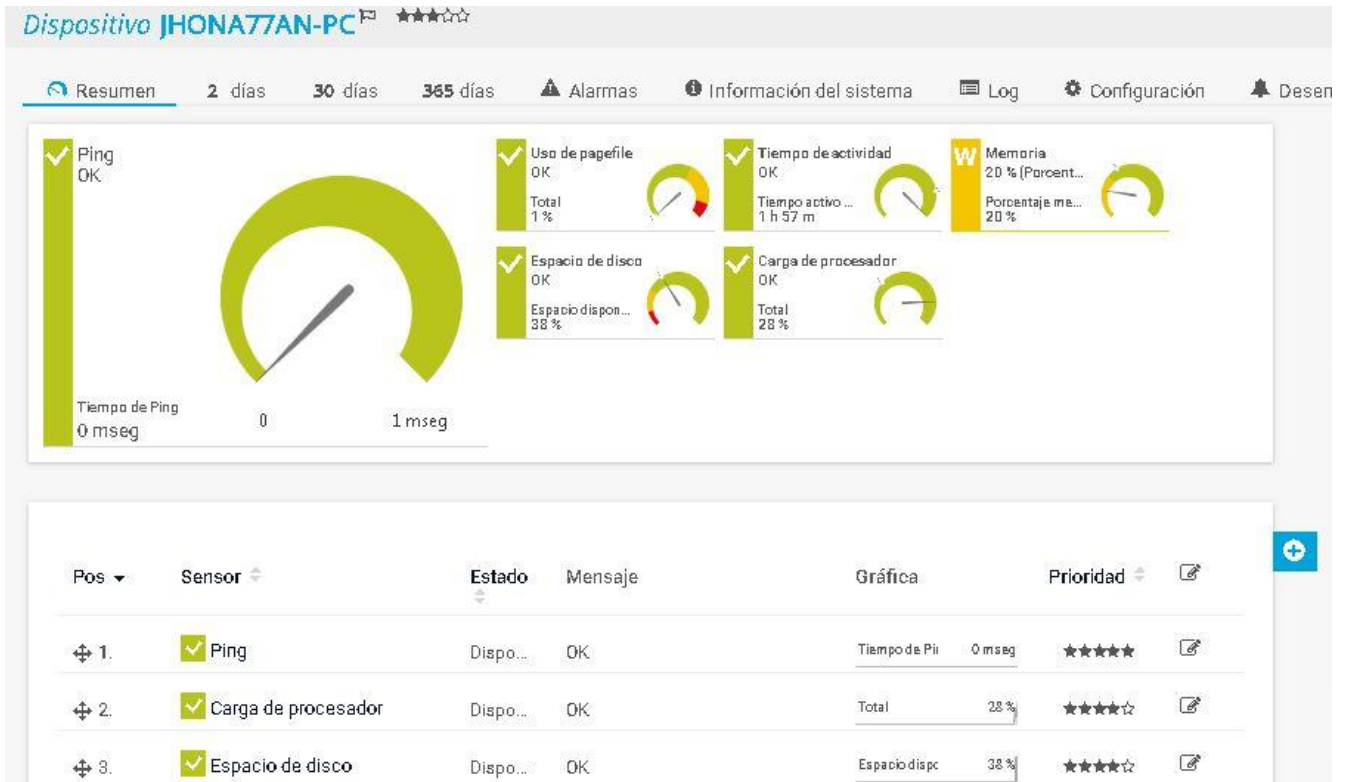 Dispositivo JHONA77AN-PC
Resumen 2 días 30 días 365 días Alarmas Información del sistema Log Configuración Desen
Ping
OK
Tiempo de Ping
0 mseg
0 1 mseg
Uso de pagefile
OK
Total
1 %
Tiempo de actividad
OK
Tiempo activo ...
1 h 57 m
W Memoria
20 % (Porcent...
Porcentaje me...
20 %
Espacio de disco
OK
Espacio dispon...
38 %
Carga de procesador
OK
Total
28 %
Pos Sensor Estado Mensaje Gráfica Prioridad
1. Ping Dispo... OK Tiempo de Pi 0 mseg
2. Carga de procesador Dispo... OK Total 28 %
3. Espacio de disco Dispo... OK Espacio dispo 38 %